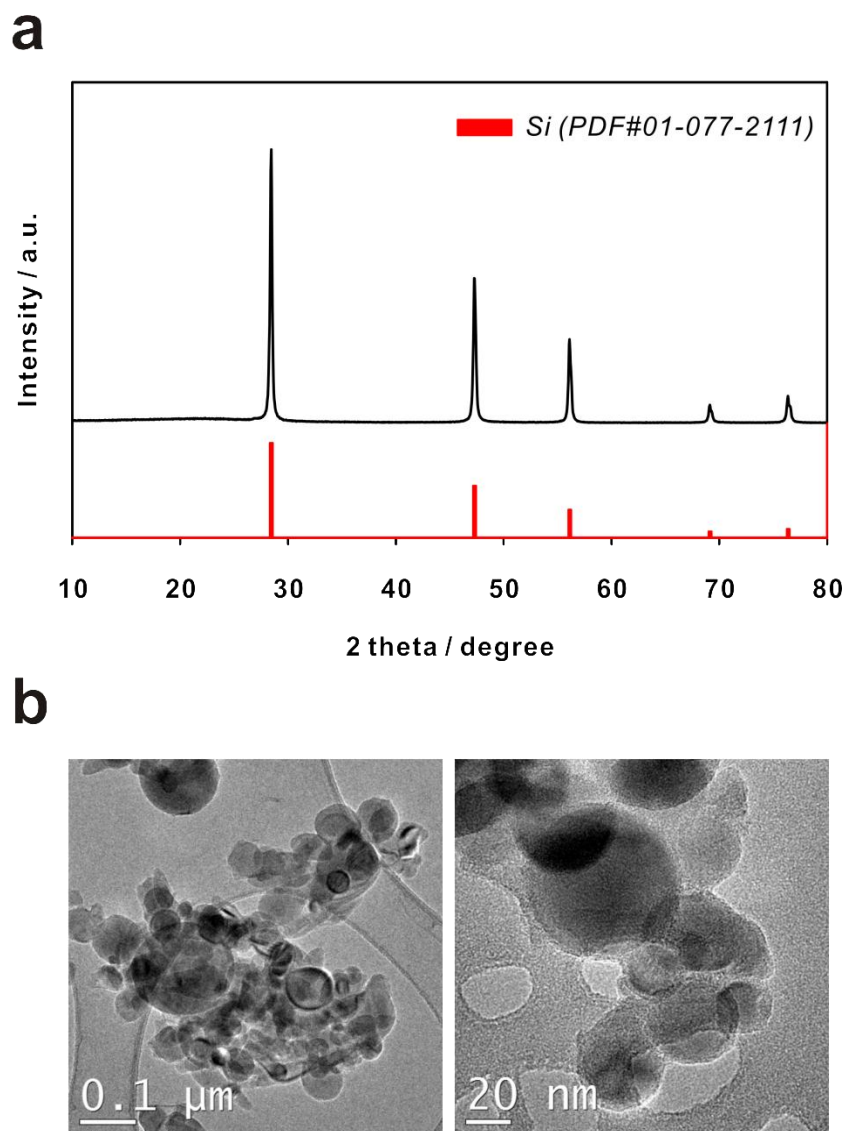 a
Si (PDF#01-077-2111)
Intensity / a.u.
10 20 30 40 50 60 70 80
2 theta / degree
b
0.1 µm
20 nm